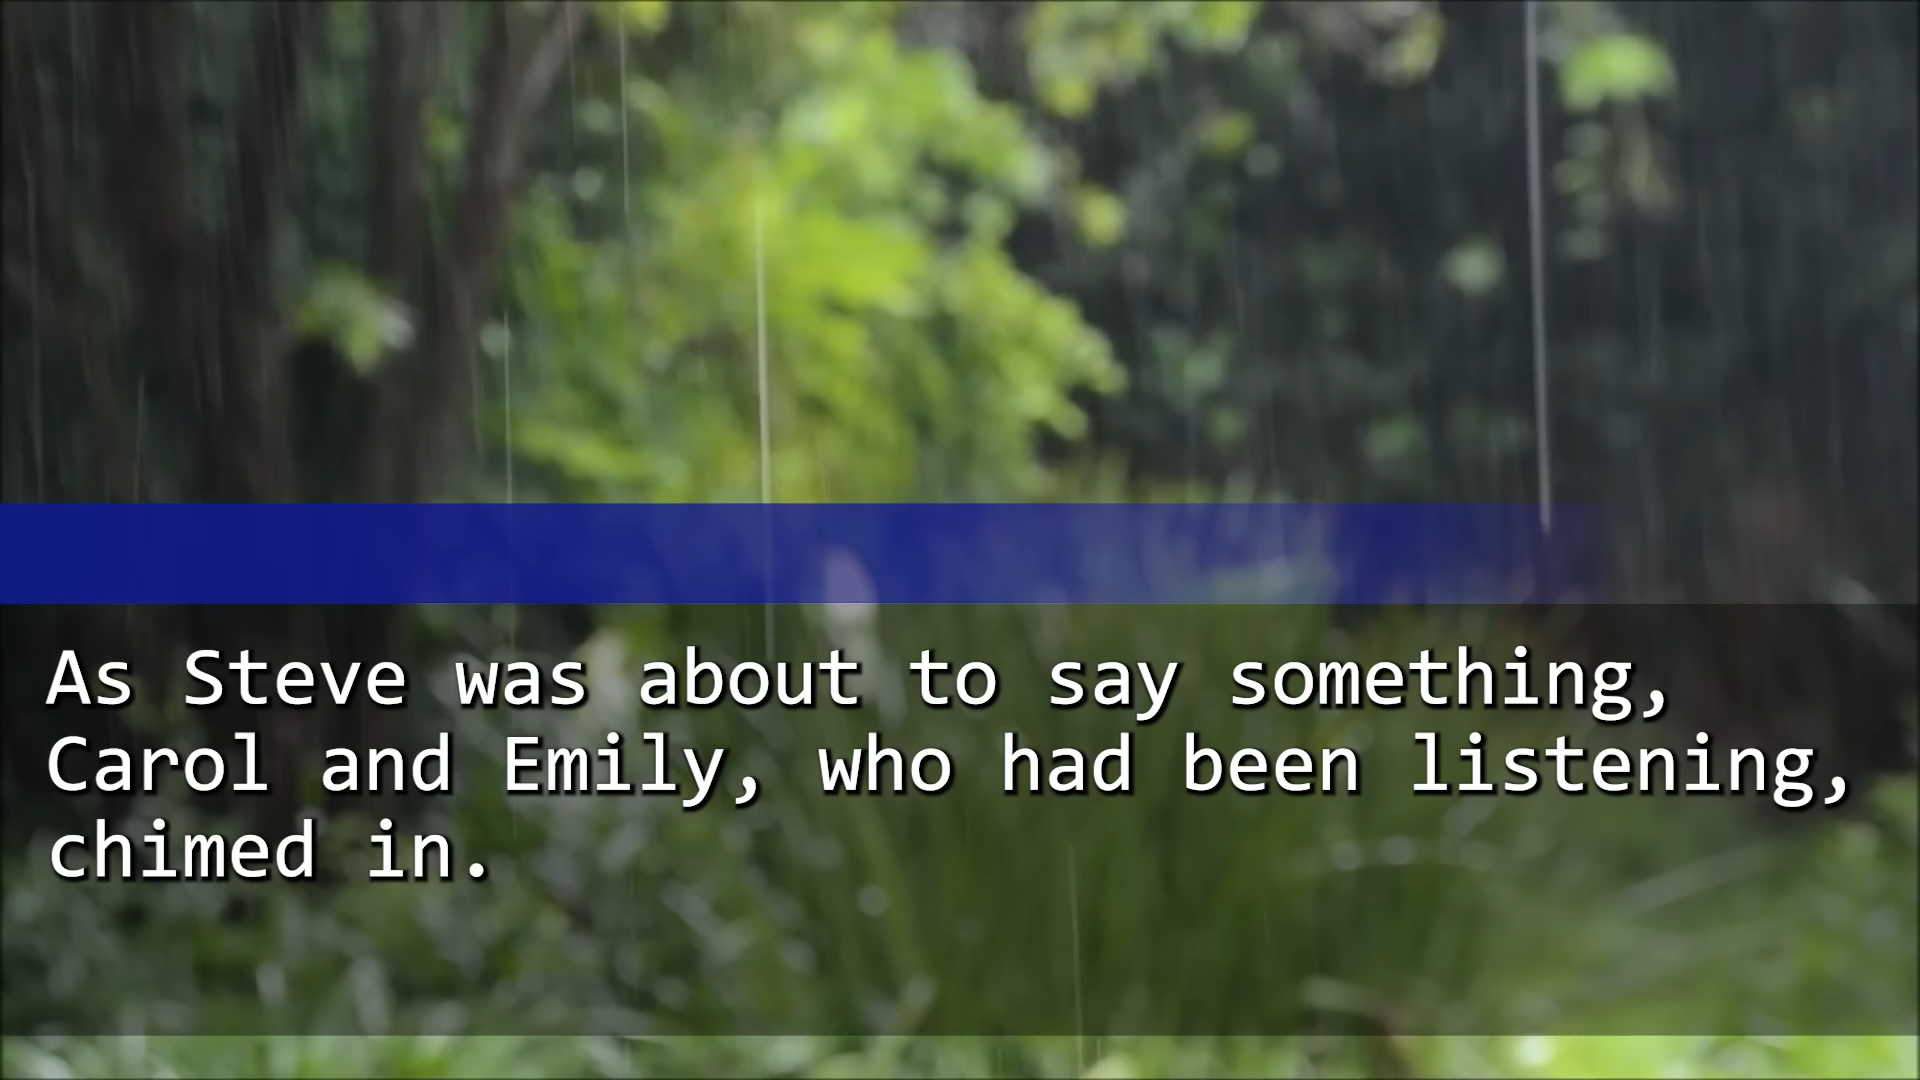 As Steve was about to say something,
Carol and Emily, who had been listening,
chimed in.